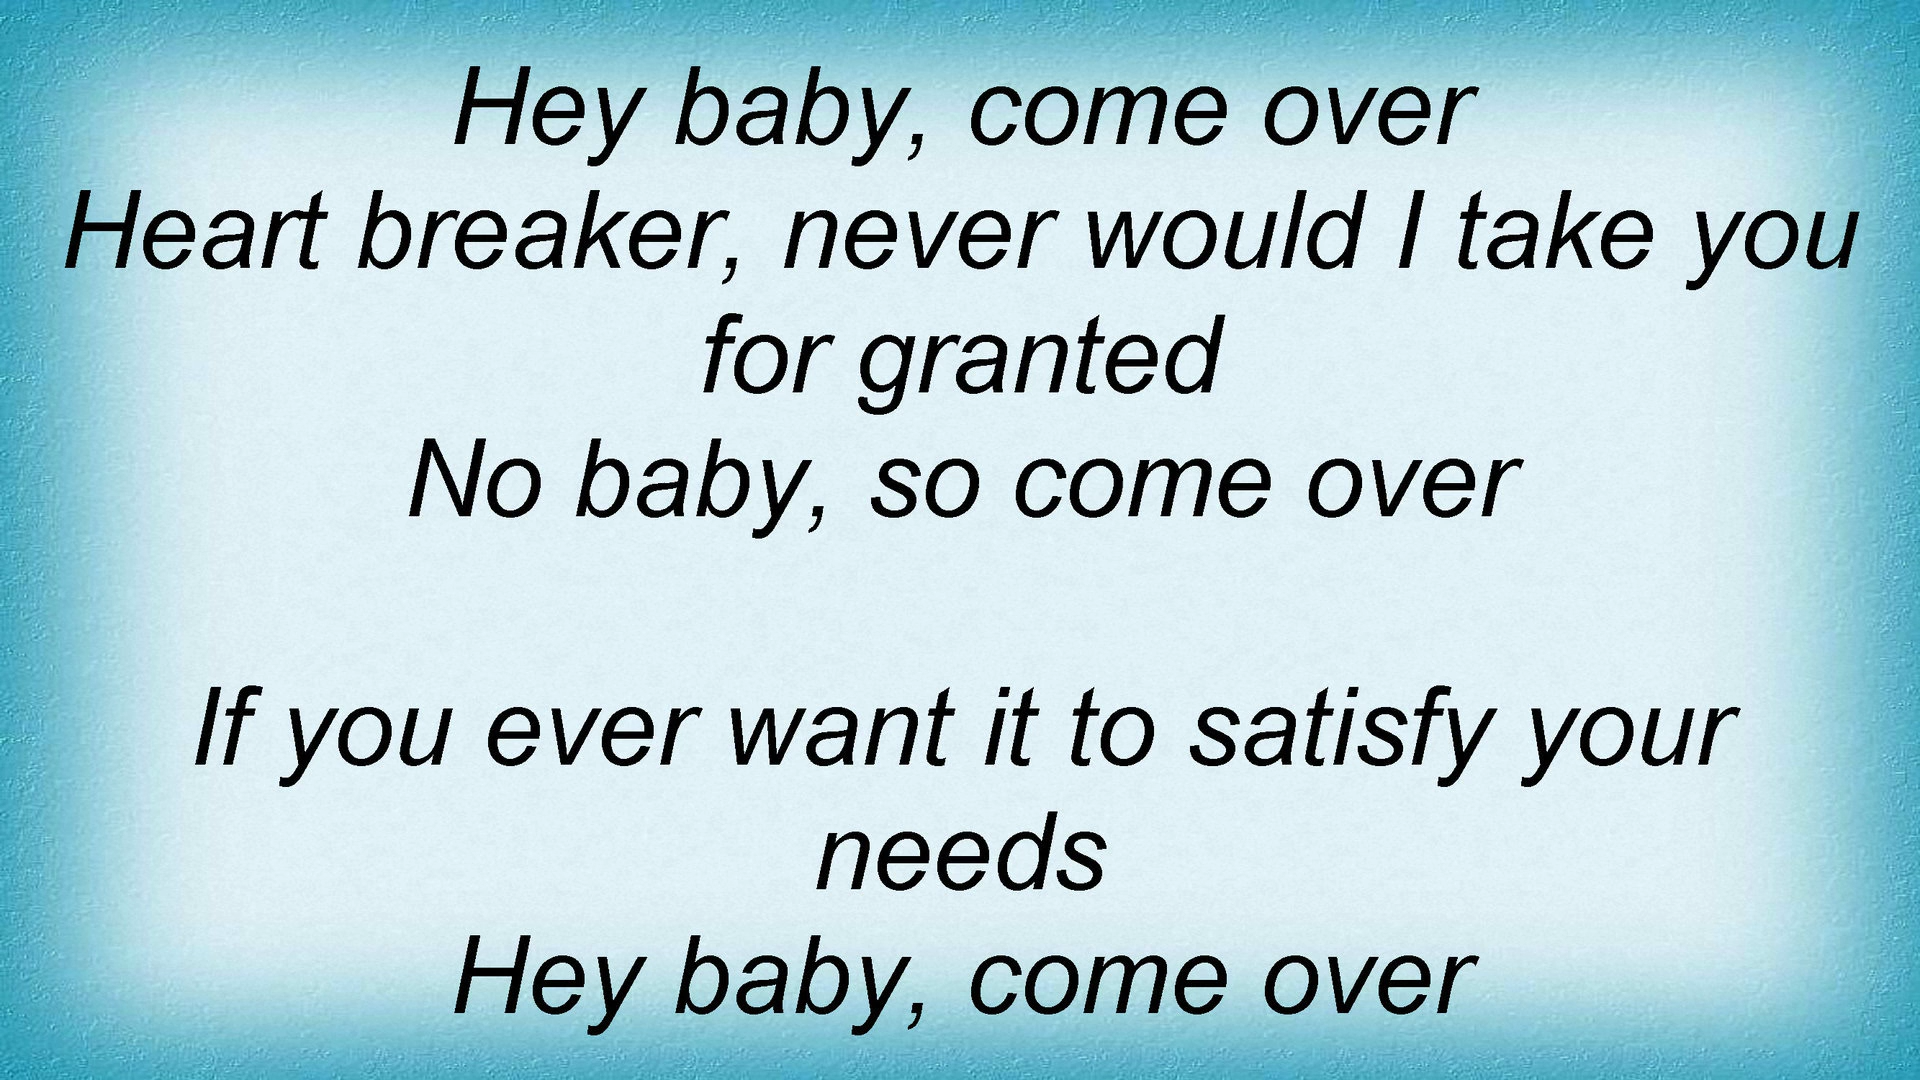 Hey baby, come over
Heart breaker, never would I take you
for granted
No baby, so come over
If you ever want it to satisfy your
needs
Hey baby, come over